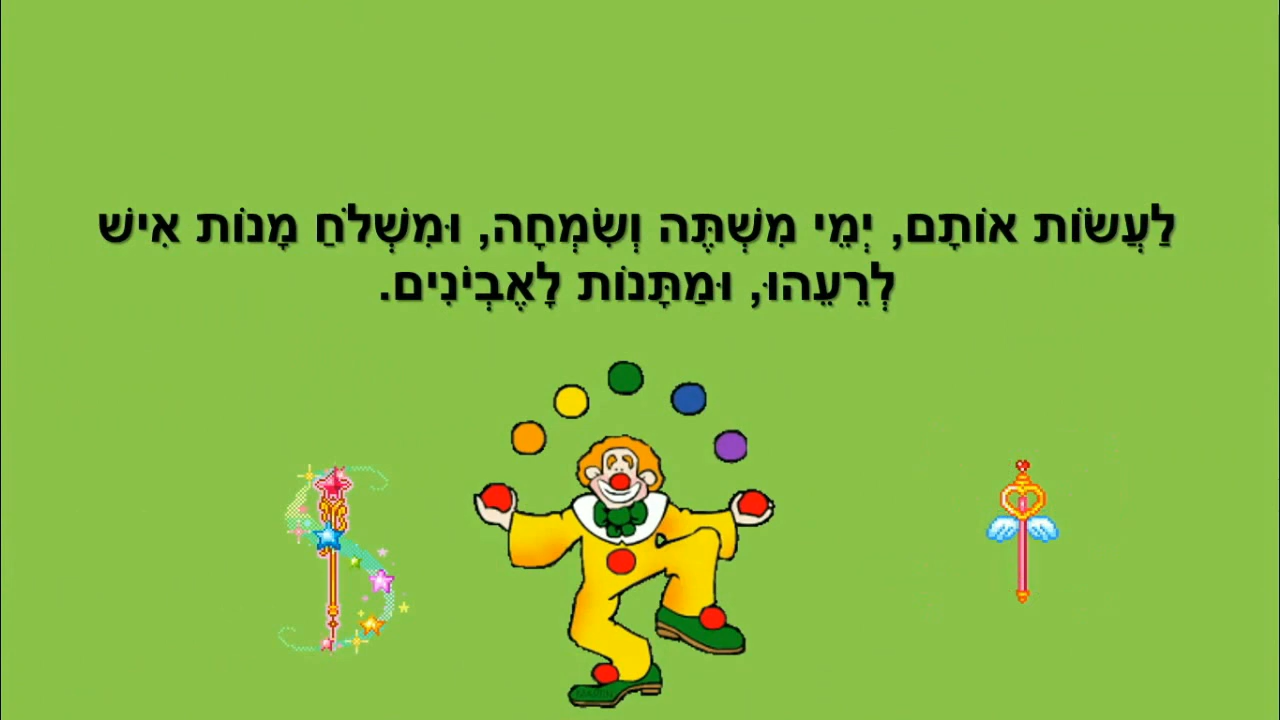 לַעֲשׂוֹת אוֹתָם, יְמֵי מִשְׁתֶּה וְשִׂמְחָה, וּמִשְׁלֹחַ מָנוֹת אִישׁ
לְרֵעֵהוּ, וּמַתָּנוֹת לָאֶבְיֹנִים.